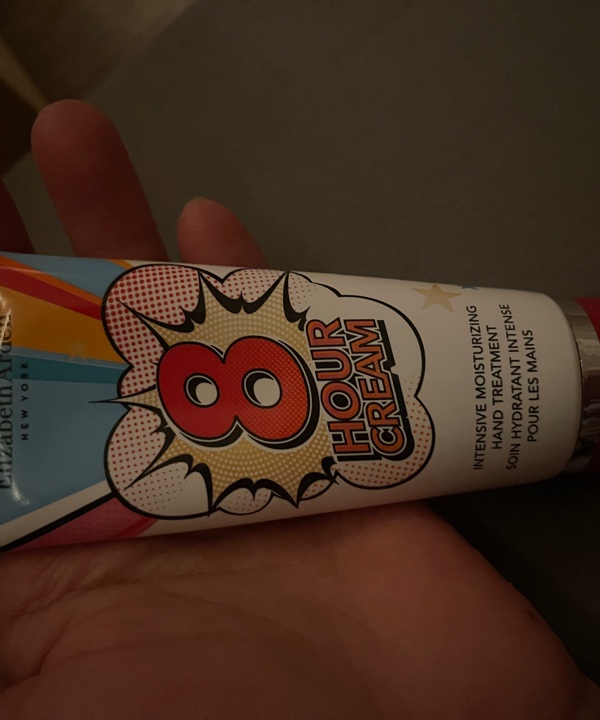 Elizabeth Arden
NEW YORK
8
HOUR
CREAM
INTENSIVE MOISTURIZING
HAND TREATMENT
SOIN HYDRATANT INTENSE
POUR LES MAINS